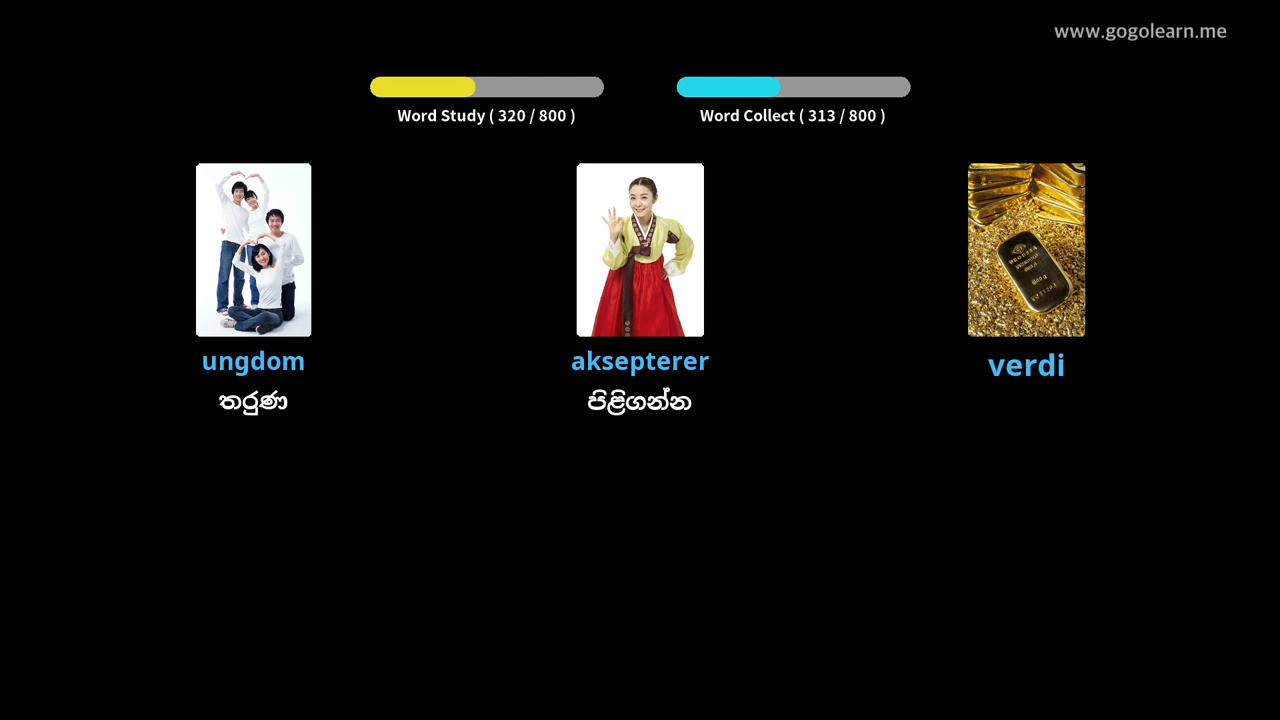 www.gogolearn.me
Word Study ( 320 / 800 )
Word Collect ( 313 / 800 )
ungdom
aksepterer
verdi
තරුණ
පිළිගන්න